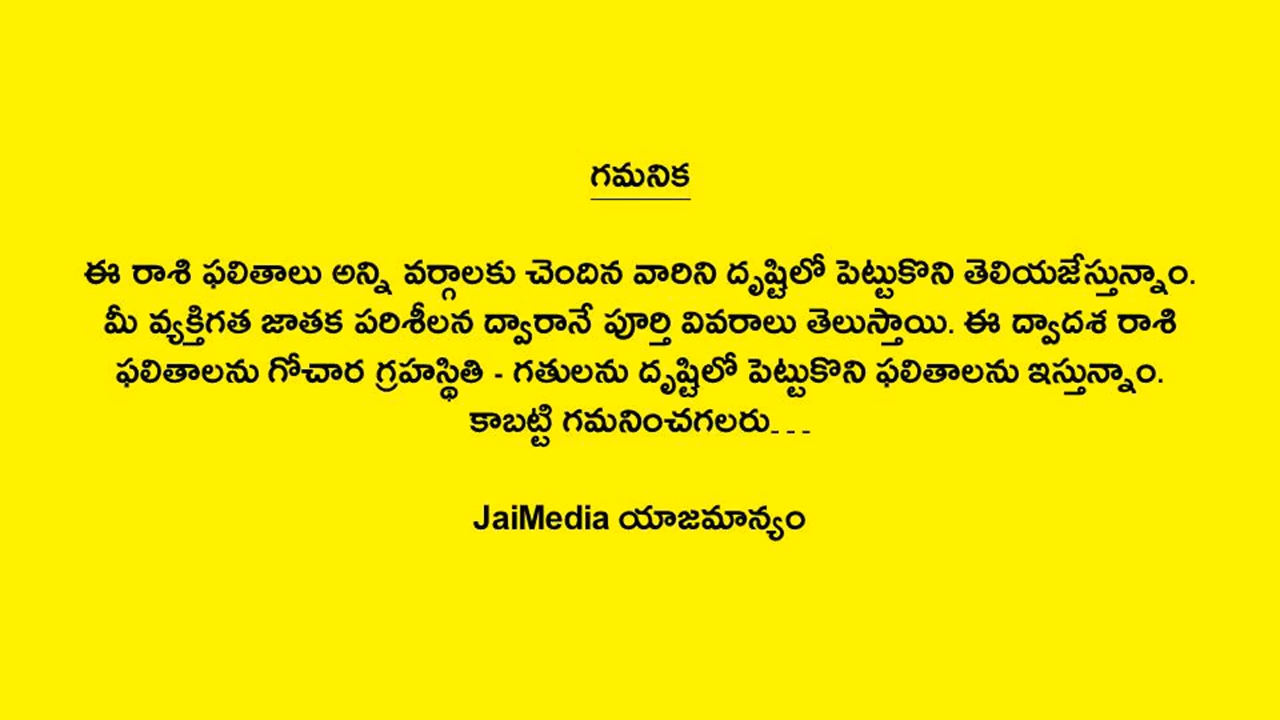 గమనిక
ఈ రాశి ఫలితాలు అన్ని వర్గాలకు చెందిన వారిని దృష్టిలో పెట్టుకొని తెలియజేస్తున్నాం.
మీ వ్యక్తిగత జాతక పరిశీలన ద్వారానే పూర్తి వివరాలు తెలుస్తాయి. ఈ ద్వాదశ రాశి
ఫలితాలను గోచార గ్రహస్థితి - గతులను దృష్టిలో పెట్టుకొని ఫలితాలను ఇస్తున్నాం.
కాబట్టి గమనించగలరు...
JaiMedia యాజమాన్యం